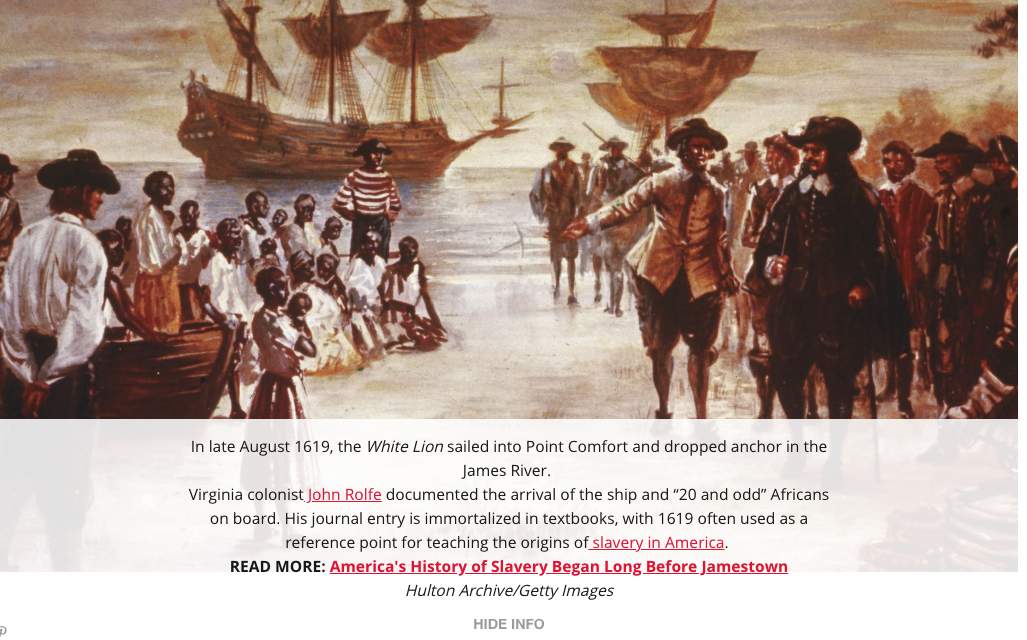 In late August 1619, the White Lion sailed into Point Comfort and dropped anchor in the
James River.
Virginia colonist John Rolfe documented the arrival of the ship and “20 and odd” Africans
on board. His journal entry is immortalized in textbooks, with 1619 often used as a
reference point for teaching the origins of slavery in America.
READ MORE: America's History of Slavery Began Long Before Jamestown
Hulton Archive/Getty Images
HIDE INFO